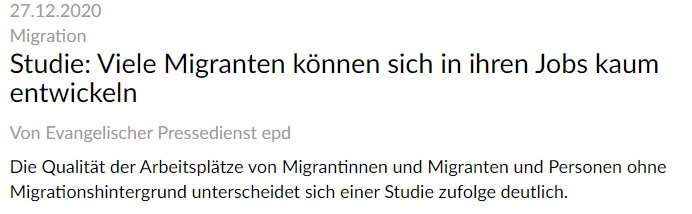 27.12.2020
Migration
Studie: Viele Migranten können sich in ihren Jobs kaum
entwickeln
Von Evangelischer Pressedienst epd
Die Qualität der Arbeitsplätze von Migrantinnen und Migranten und Personen ohne
Migrationshintergrund unterscheidet sich einer Studie zufolge deutlich.